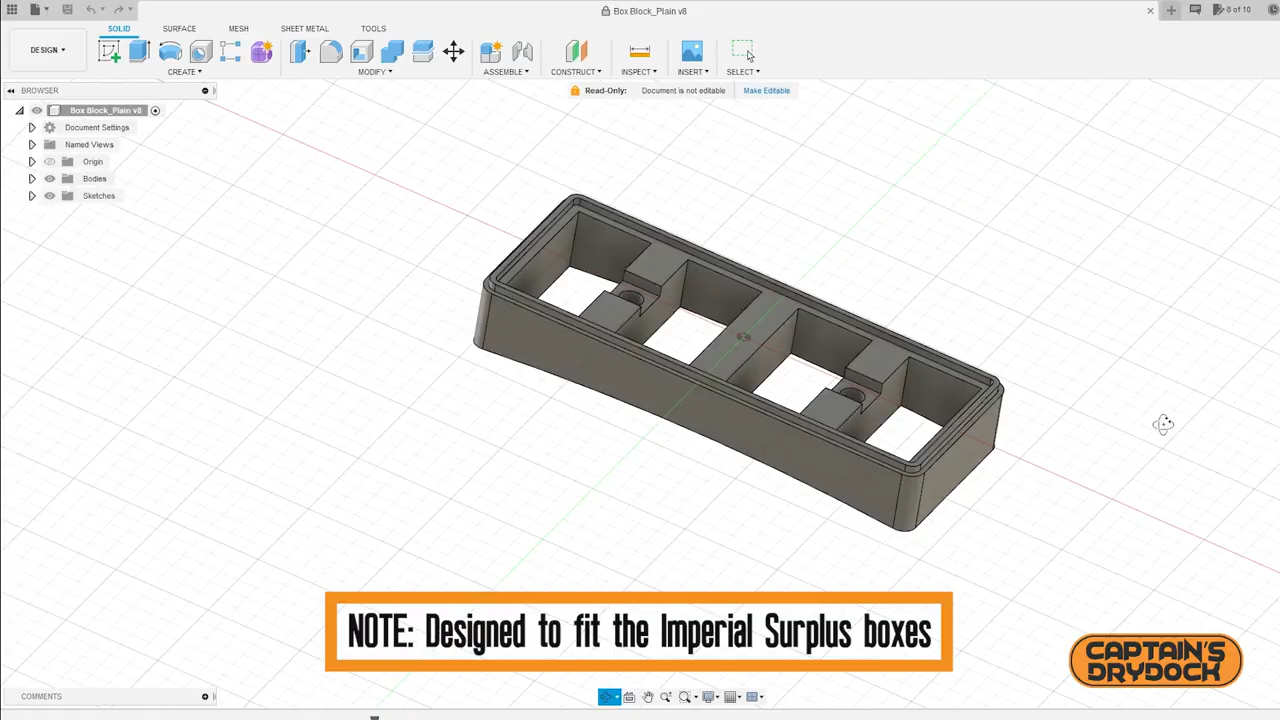 Box Block_Plain v8
8 of 10
SOLID SURFACE MESH SHEET METAL TOOLS
DESIGN
CREATE MODIFY ASSEMBLE CONSTRUCT INSPECT INSERT SELECT
BROWSER
Read-Only: Document is not editable Make Editable
Box Block_Plain v8
Document Settings
Named Views
Origin
Bodies
Sketches
NOTE: Designed to fit the Imperial Surplus boxes
CAPTAIN'S
DRYDOCK
COMMENTS